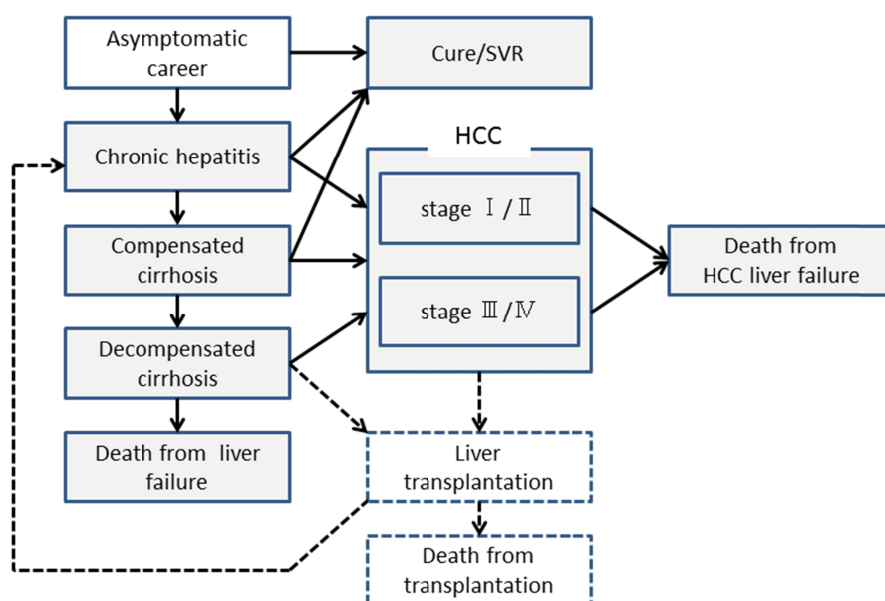 Asymptomatic
career
Cure/SVR
Chronic hepatitis
HCC
stage Ⅰ/Ⅱ
Compensated
cirrhosis
Death from
HCC liver failure
stage Ⅲ/Ⅳ
Decompensated
cirrhosis
Death from liver
failure
Liver
transplantation
Death from
transplantation